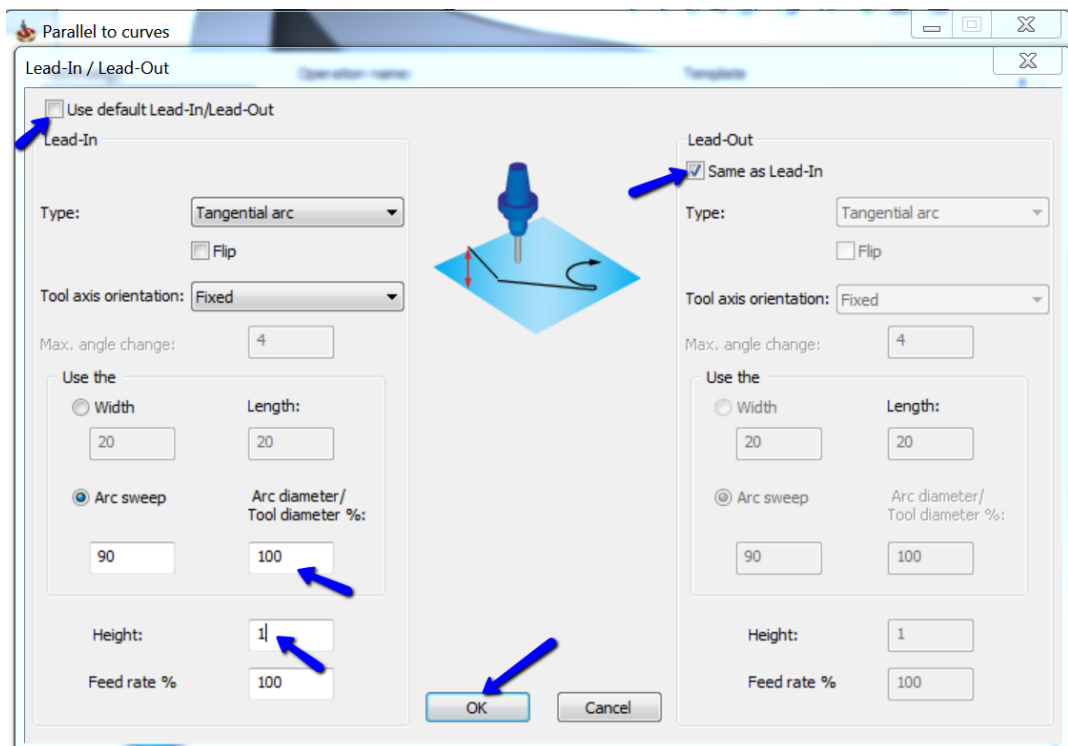 Parallel to curves
Lead-In / Lead-Out
Operation name:
Template
Use default Lead-In/Lead-Out
Lead-In
Type:
Tangential arc
Flip
Tool axis orientation:
Fixed
Max. angle change:
4
Use the
Width
Length:
20
20
Arc sweep
Arc diameter/
Tool diameter %:
90
100
Height:
1
Feed rate %
100
OK
Cancel
Lead-Out
Same as Lead-In
Type:
Tangential arc
Flip
Tool axis orientation:
Fixed
Max. angle change:
4
Use the
Width
Length:
20
20
Arc sweep
Arc diameter/
Tool diameter %:
90
100
Height:
1
Feed rate %
100